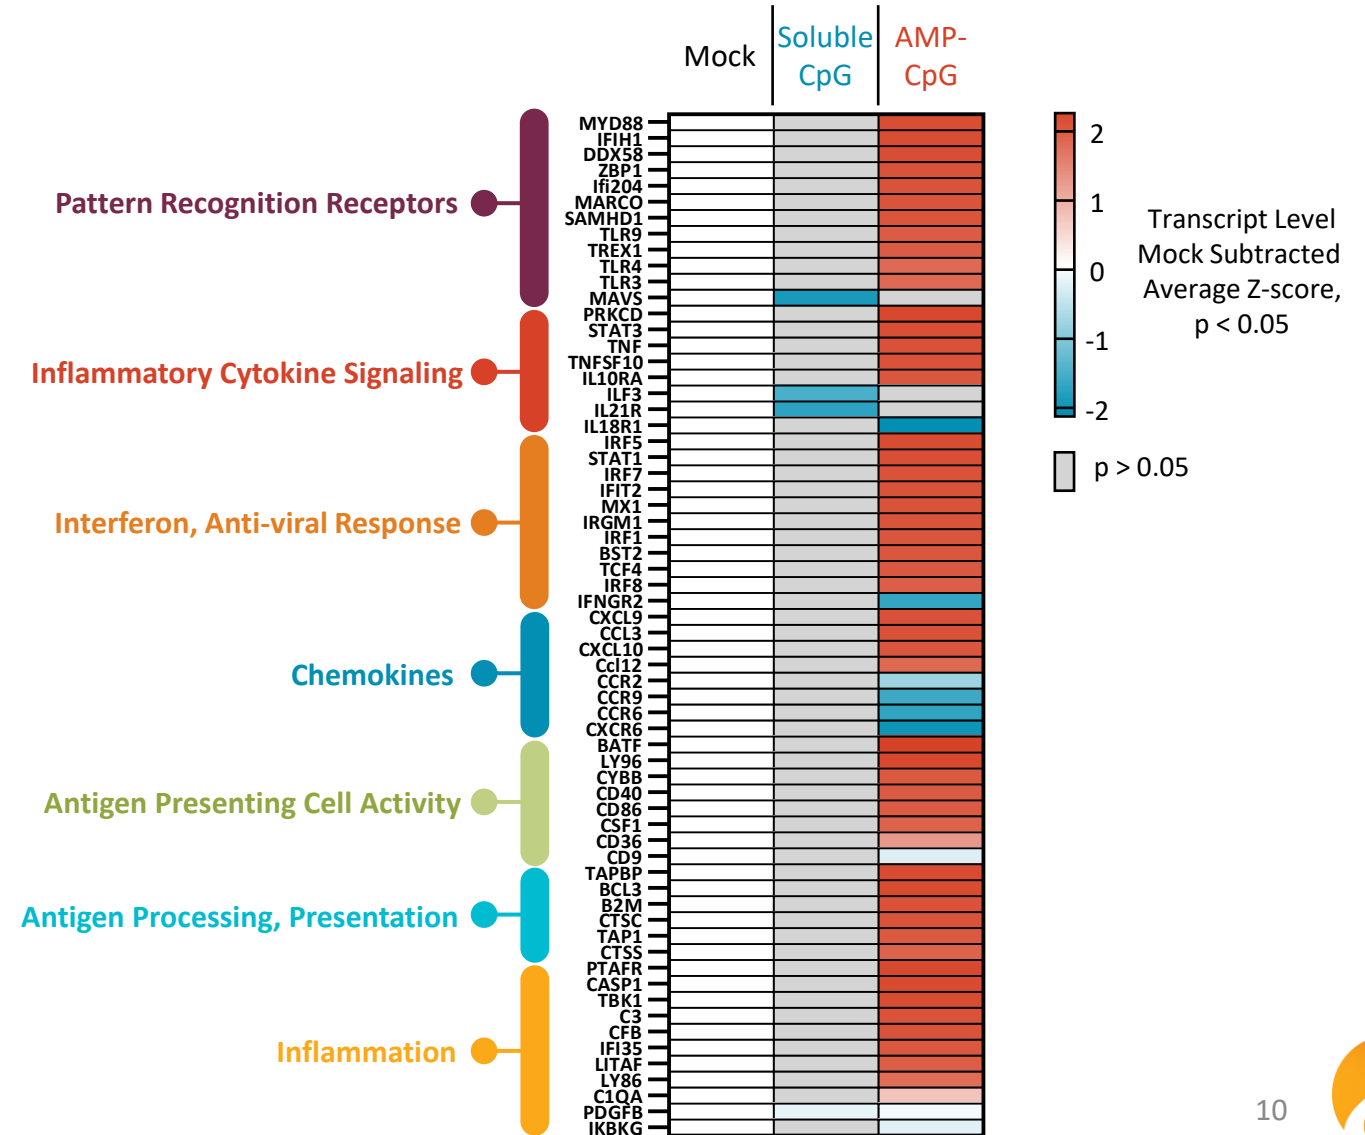 Mock
Soluble
CpG
AMP-
CpG
Pattern Recognition Receptors
MYD88
IFIH1
DDX58
ZBP1
Ifi204
MARCO
SAMHD1
TLR9
TREX1
TLR4
TLR3
MAVS
Inflammatory Cytokine Signaling
PRKCD
STAT3
TNF
TNFSF10
IL10RA
ILF3
IL21R
IL18R1
Interferon, Anti-viral Response
IRF5
STAT1
IRF7
IFIT2
MX1
IRGM1
IRF1
BST2
TCF4
IRF8
IFNGR2
Chemokines
CXCL9
CCL3
CXCL10
Ccl12
CCR2
CCR9
CCR6
CXCR6
Antigen Presenting Cell Activity
BATF
LY96
CYBB
CD40
CD86
CSF1
CD36
CD9
Antigen Processing, Presentation
TAPBP
BCL3
B2M
CTSC
TAP1
CTSS
Inflammation
PTAFR
CASP1
TBK1
C3
CFB
IFI35
LITAF
LY86
C1QA
PDGFB
IKBKG
2
1
0
-1
-2
Transcript Level
Mock Subtracted
Average Z-score,
p < 0.05
p > 0.05
10